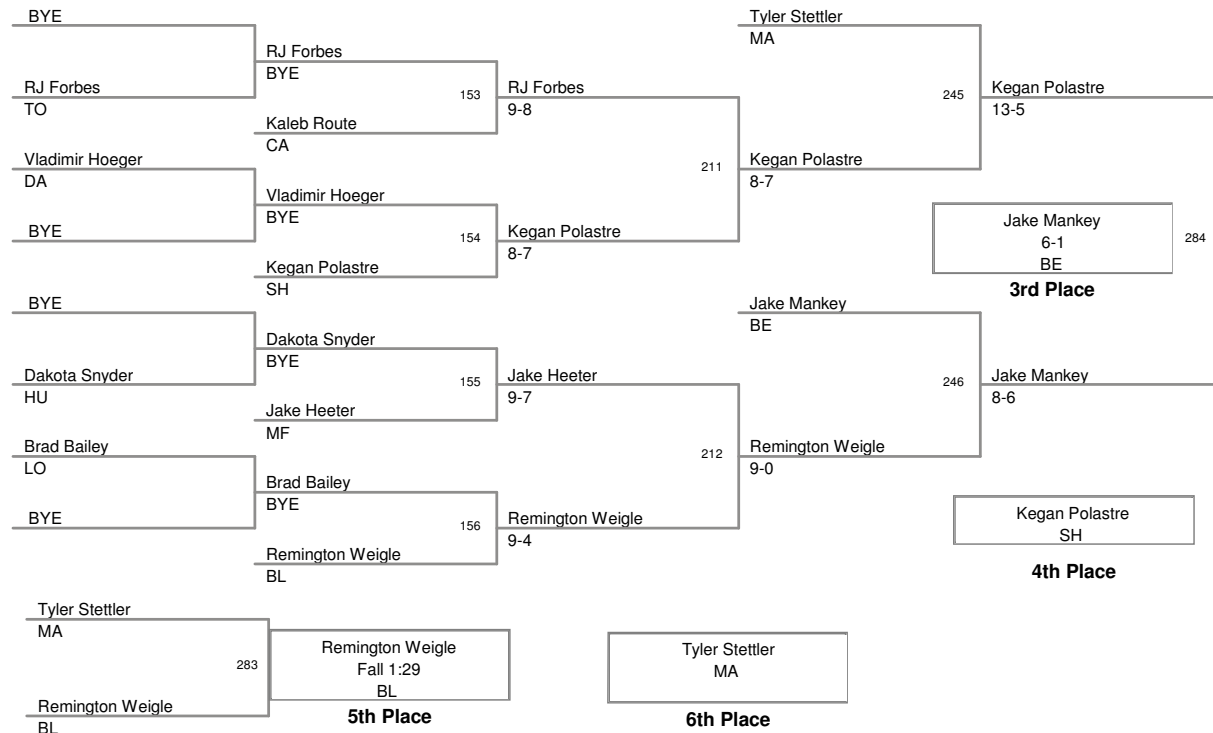 BYE
RJ Forbes
TO
Vladimir Hoeger
DA
BYE
BYE
Dakota Snyder
HU
Brad Bailey
LO
BYE
RJ Forbes
BYE
Kaleb Route
CA
Vladimir Hoeger
BYE
Kegan Polastre
SH
Dakota Snyder
BYE
Jake Heeter
MF
Brad Bailey
BYE
Remington Weigle
BL
153
154
155
156
RJ Forbes
9-8
Kegan Polastre
8-7
Jake Heeter
9-7
Remington Weigle
9-4
211
212
Tyler Stettler
MA
Kegan Polastre
8-7
Jake Mankey
BE
Remington Weigle
9-0
245
246
Kegan Polastre
13-5
Jake Mankey
8-6
Jake Mankey
6-1
BE
284
3rd Place
Kegan Polastre
SH
4th Place
Tyler Stettler
MA
283
Remington Weigle
BL
Remington Weigle
Fall 1:29
BL
5th Place
Tyler Stettler
MA
6th Place